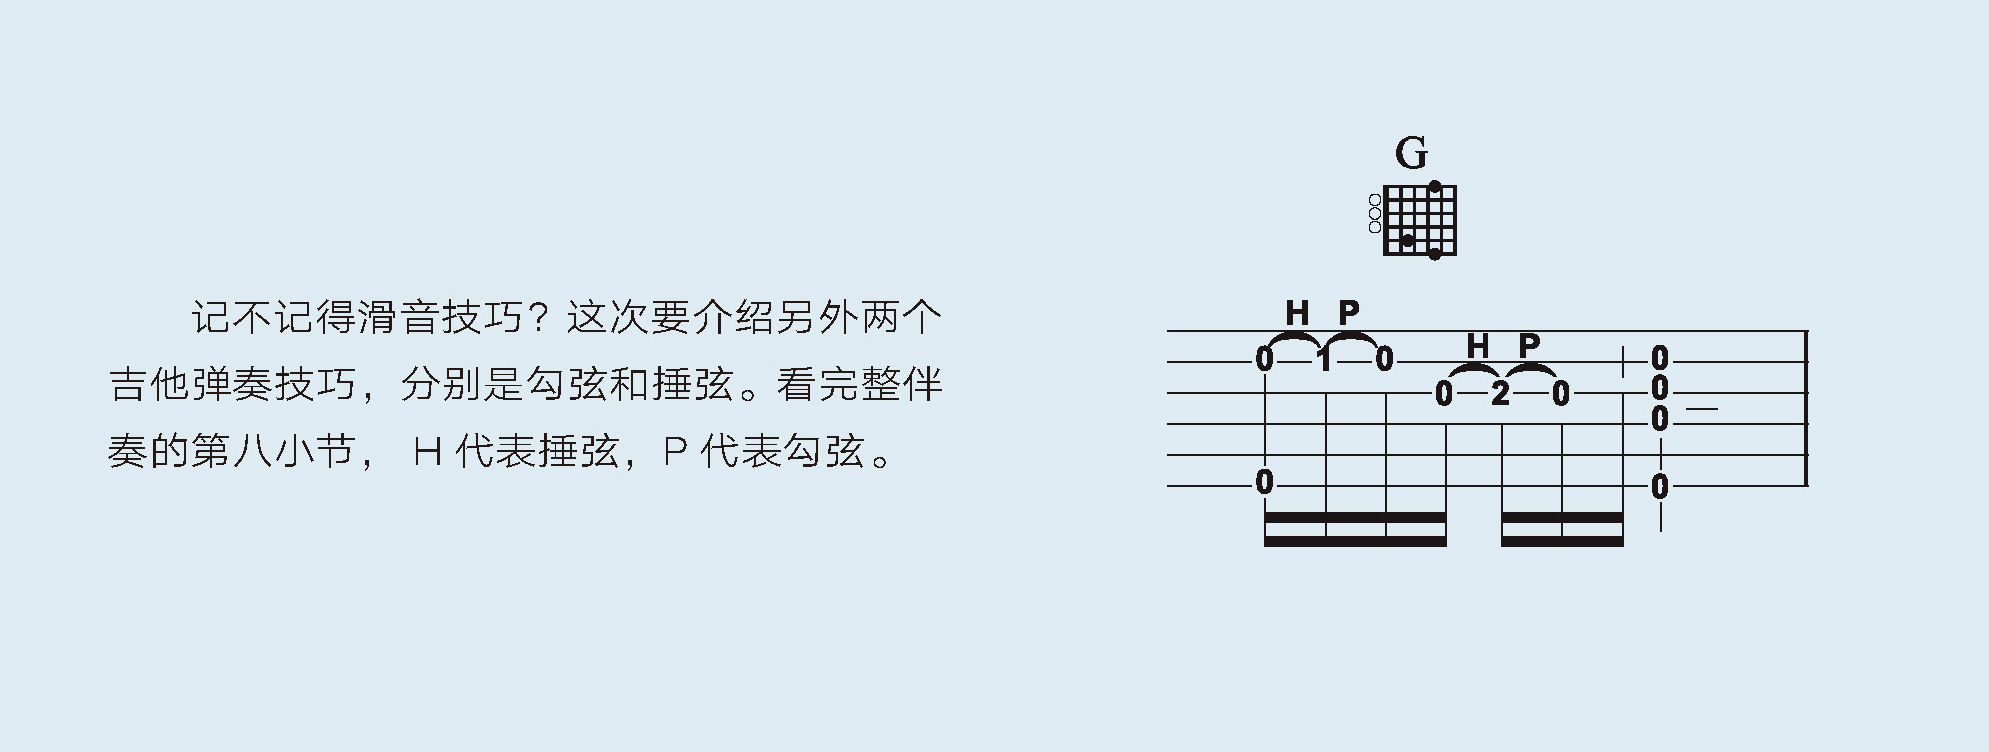 记不记得滑音技巧？这次要介绍另外两个
吉他弹奏技巧，分别是勾弦和捶弦。看完整伴
奏的第八小节， H 代表捶弦，P 代表勾弦。
G
H P
H P
0 1 0 0
0 2 0 0
0
0 0